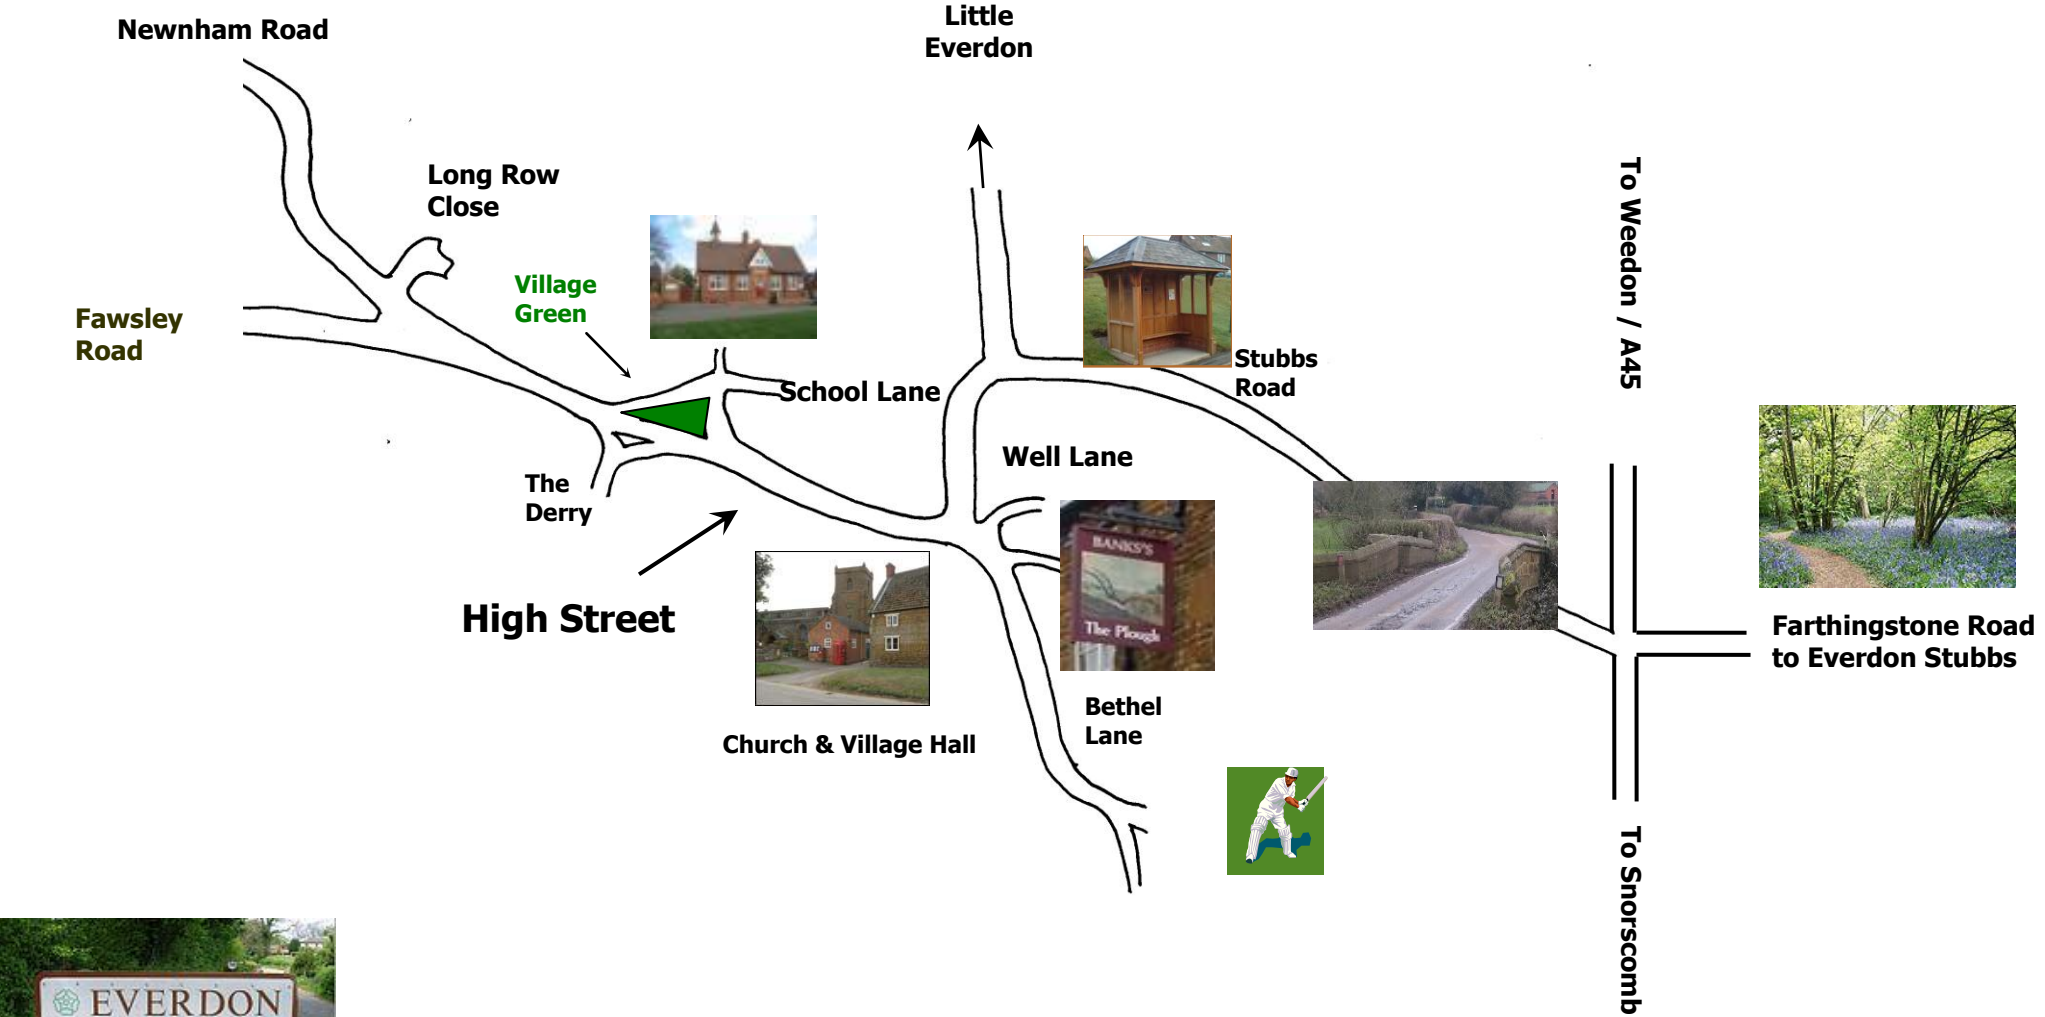 Newnham Road
Little
Everdon
Long Row
Close
To Weedon / A45
Village
Green
Fawsley
Road
Stubbs
Road
School Lane
Well Lane
The
Derry
BANKS'S
The Plough
High Street
Farthingstone Road
to Everdon Stubbs
Bethel
Lane
Church & Village Hall
To Snorscomb
EVERDON